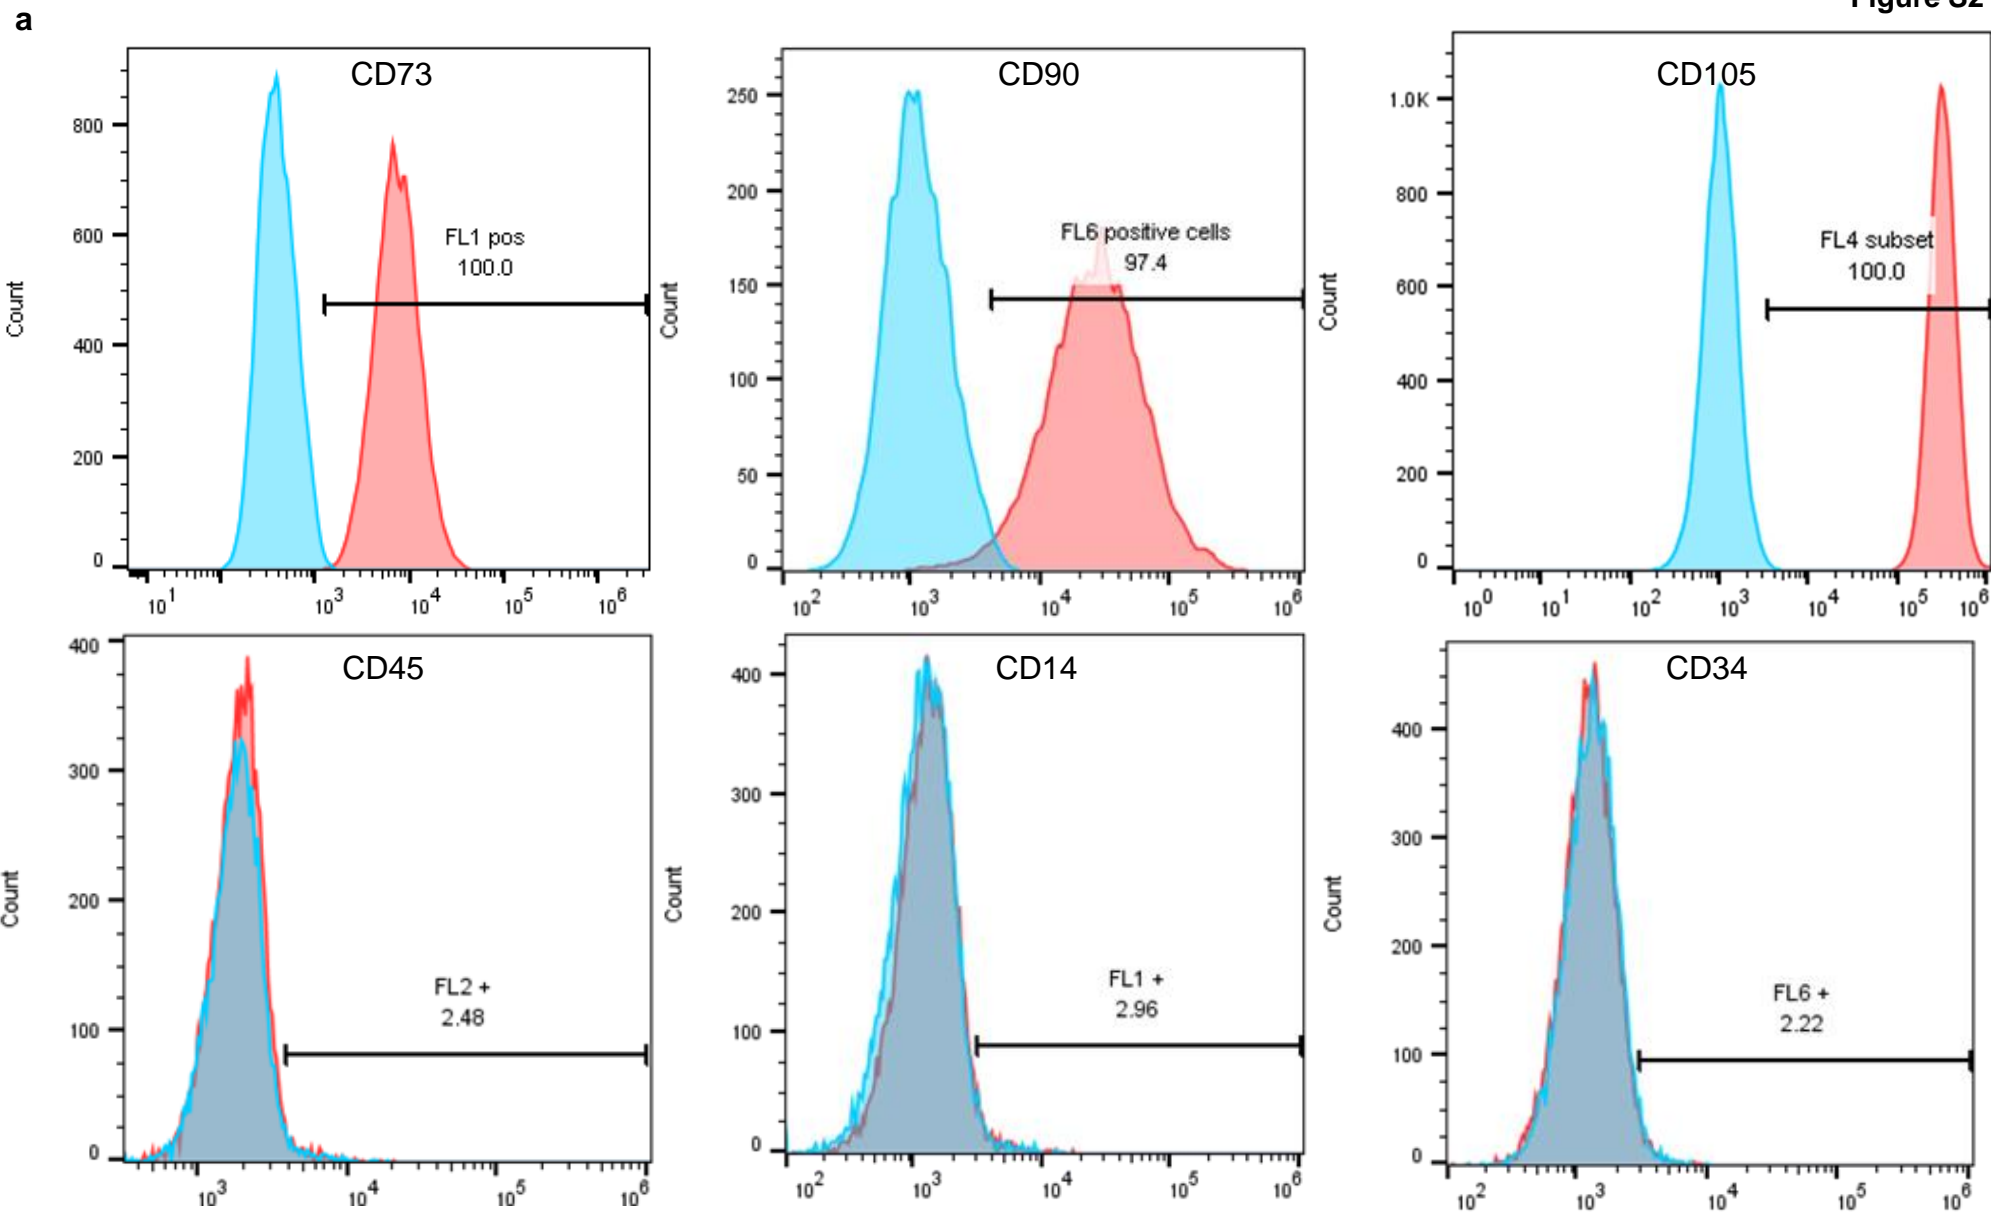 a
Figure S2
CD73
Count
800
600
400
200
0
FL1 pos
100.0
10^1 10^3 10^4 10^5 10^6
CD90
Count
250
200
150
100
50
0
FL6 positive cells
97.4
10^2 10^3 10^4 10^5 10^6
CD105
Count
1.0K
800
600
400
200
0
FL4 subset
100.0
10^0 10^1 10^2 10^3 10^4 10^5 10^6
CD45
Count
400
300
200
100
0
FL2 +
2.48
10^3 10^4 10^5 10^6
CD14
Count
400
300
200
100
0
FL1 +
2.96
10^2 10^3 10^4 10^5 10^6
CD34
Count
400
300
200
100
0
FL6 +
2.22
10^2 10^3 10^4 10^5 10^6